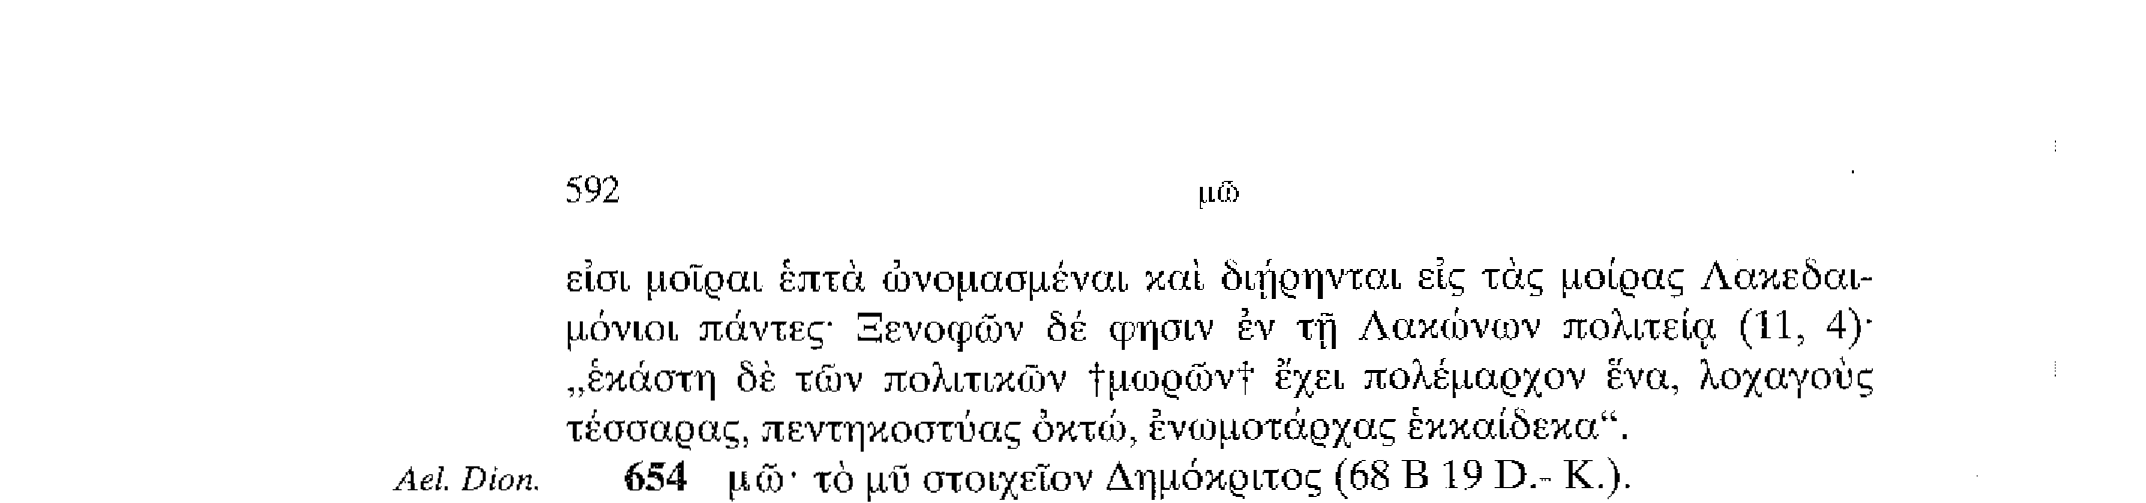 592 μῶ
εἰσι μοῖραι ἑπτὰ ὠνομασμέναι καὶ διῄρηνται εἰς τὰς μοίρας Λακεδαι-
μόνιοι πάντες· Ξενοφῶν δέ φησιν ἐν τῇ Λακώνων πολιτείᾳ (11, 4)·
„ἑκάστη δὲ τῶν πολιτικῶν †μωρῶν† ἔχει πολέμαρχον ἕνα, λοχαγοὺς
τέσσαρας, πεντηκοστύας ὀκτώ, ἐνωμοτάρχας ἑκκαίδεκα“.
Ael. Dion. 654 μῶ· τὸ μῦ στοιχεῖον Δημόκριτος (68 B 19 D.- K.).